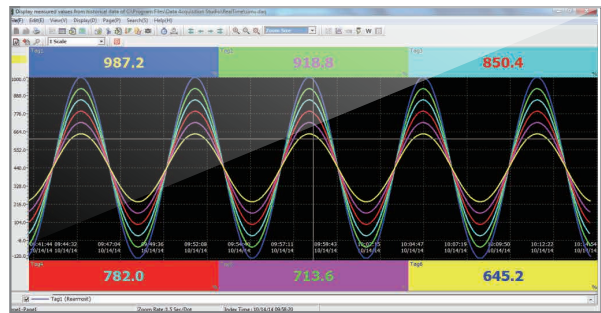 Display measured values from historical data of C:\Program Files\Data Acquisition Studio\RealTime\simu.daq
File(F) Edit(E) View(V) Display(D) Page(P) Search(S) Help(H)
Zoom Size
1 Scale
Tag1 Tag2 Tag3
987.2 918.8 850.4
1000.0
888.0
776.0
664.0
552.0
440.0
328.0
216.0
104.0
-8.0
-120.0
09:41:44 09:44:32 09:47:04 09:49:36 09:52:08 09:54:40 09:57:11 09:59:43 10:02:15 10:04:47 10:07:19 10:09:50 10:12:22
10/14/14 10/14/14 10/14/14 10/14/14 10/14/14 10/14/14 10/14/14 10/14/14 10/14/14 10/14/14 10/14/14 10/14/14 10/14/14 10/14/14
Tag4 Tag5 Tag6
782.0 713.6 645.2
%
Tag1 (Rearmost)
Zoom Rate:1.5 Sec/Dot Index Time : 10/14/14 09:58:20